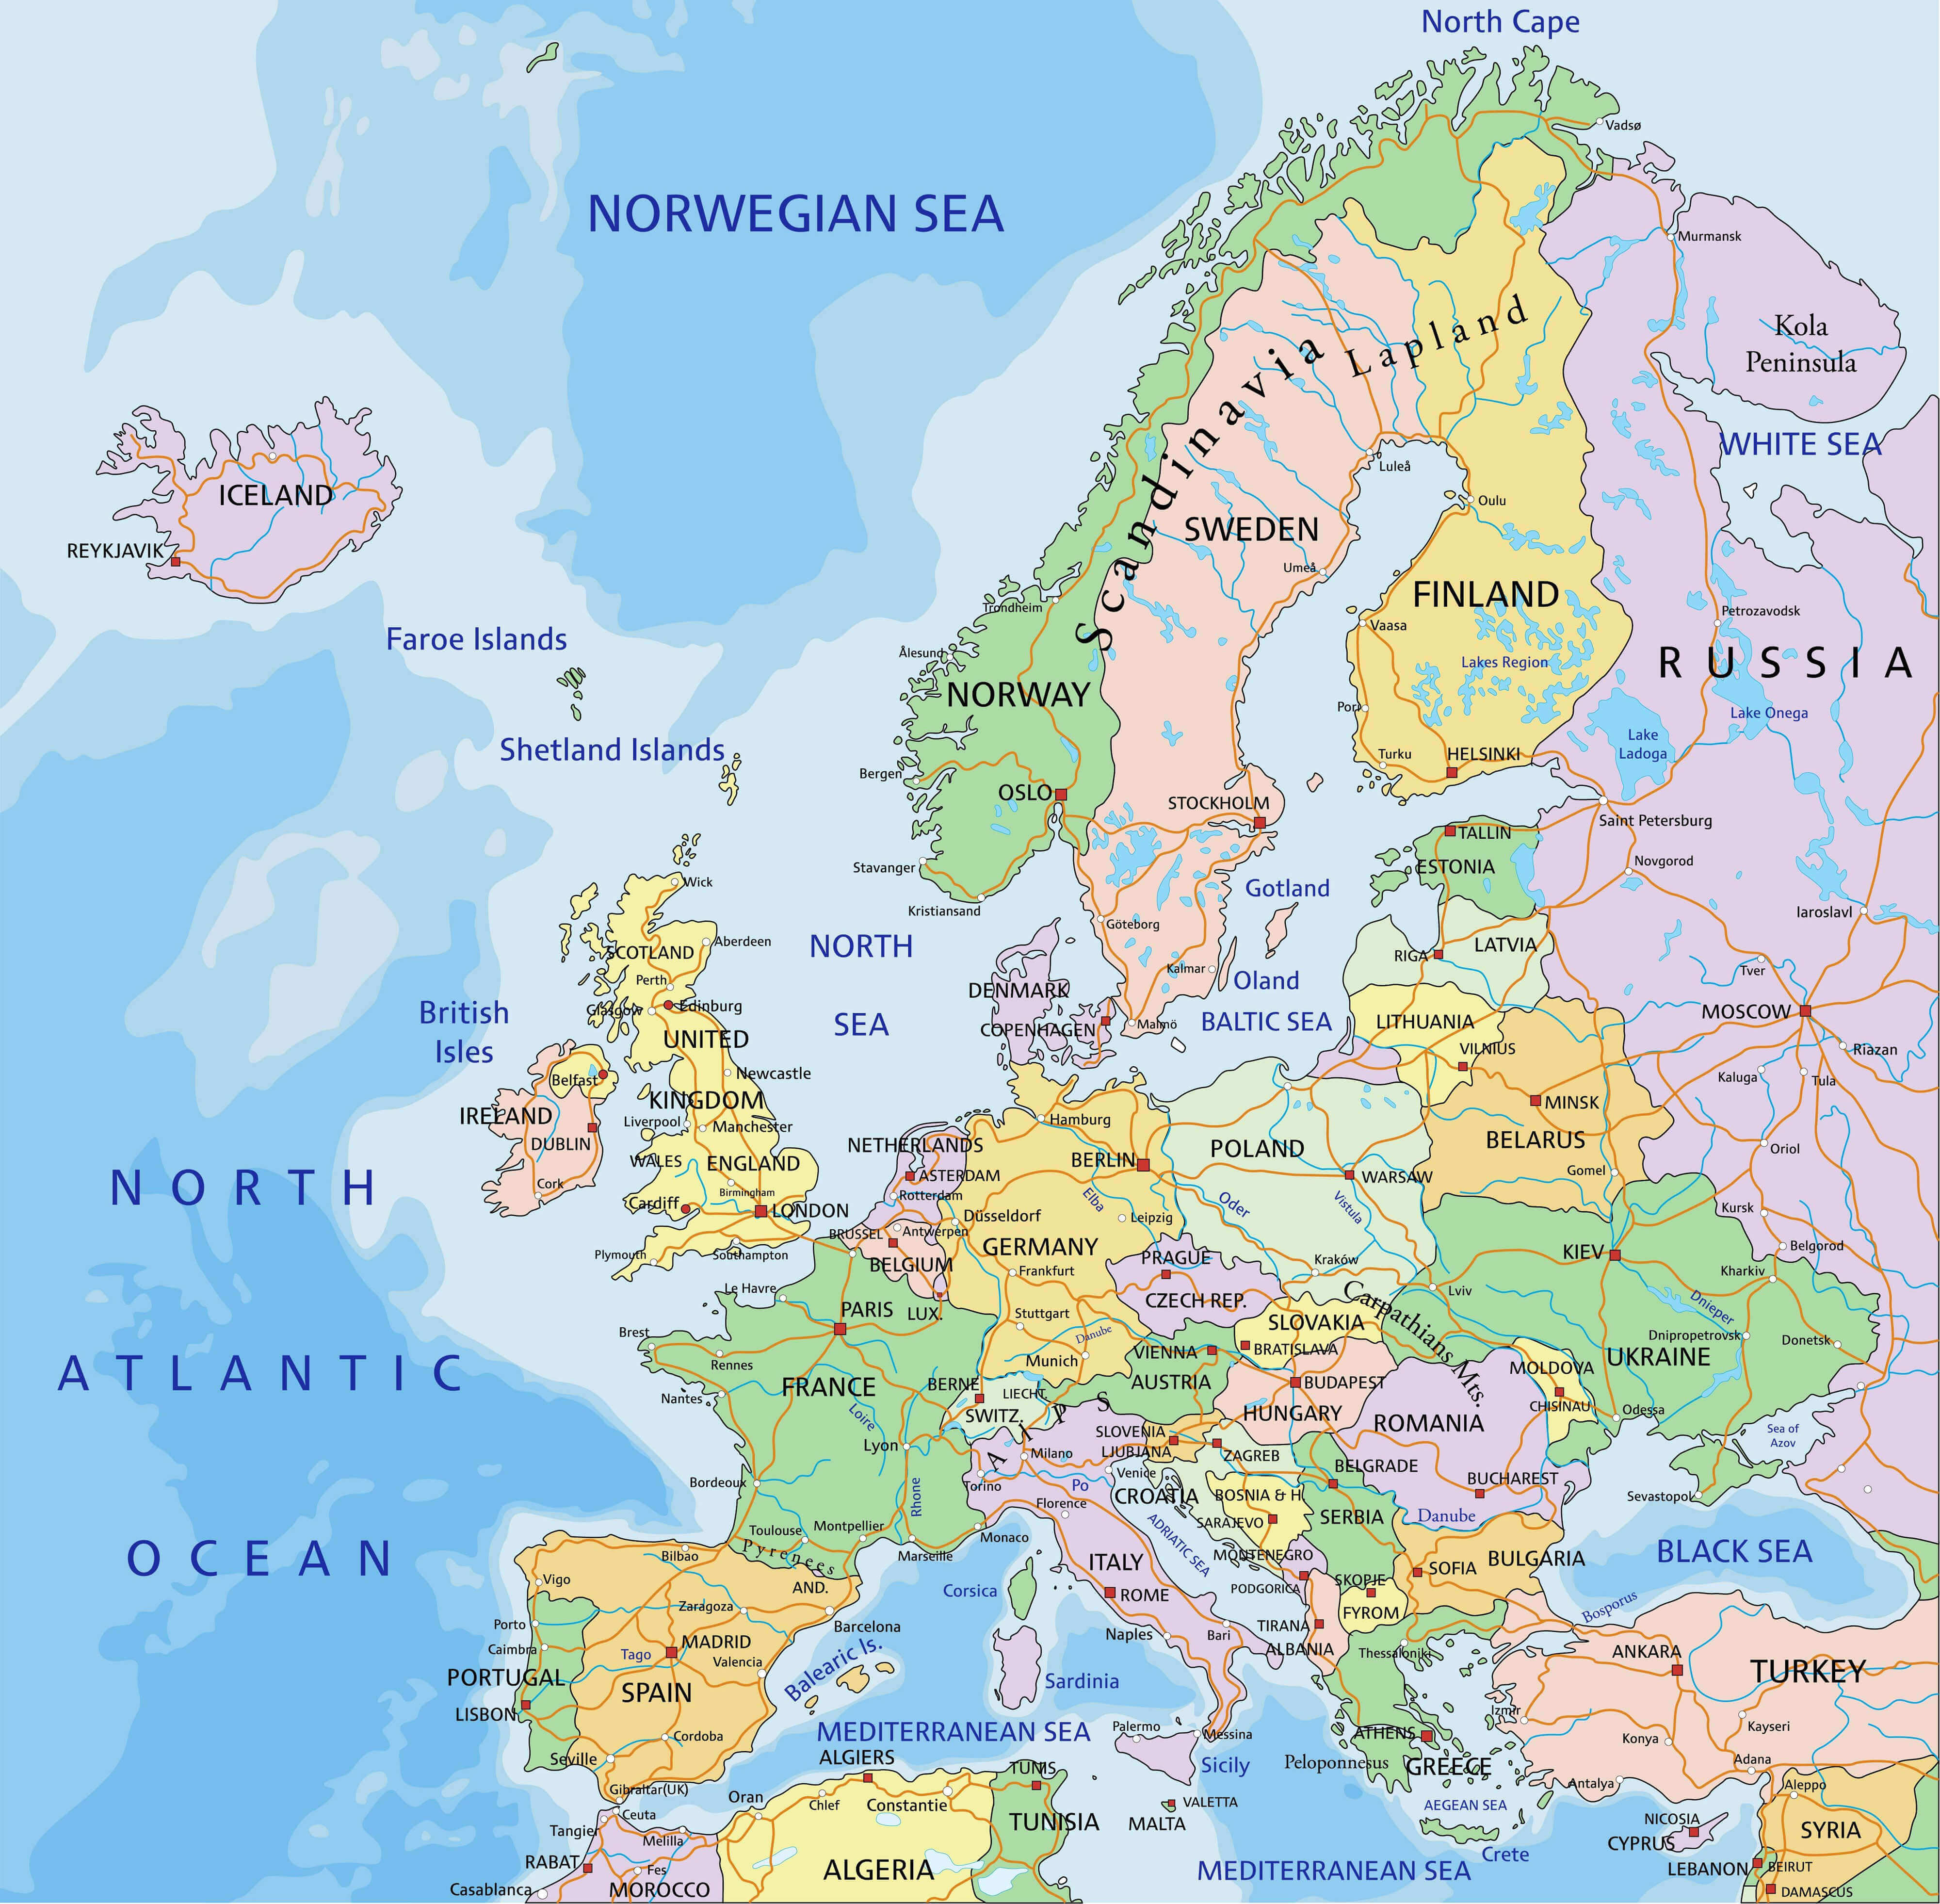 North Cape
Vadsø
NORWEGIAN SEA
Murmansk
Kola
Peninsula
Lapland
Scandinavia
WHITE SEA
Luleå
ICELAND
Oulu
SWEDEN
REYKJAVIK
Umeå
FINLAND
Trondheim
Petrozavodsk
Vaasa
Faroe Islands
Ålesund
Lakes Region
RUSSIA
NORWAY
Pori
Lake Onega
Lake
Ladoga
Shetland Islands
Turku
HELSINKI
Bergen
OSLO
STOCKHOLM
Saint Petersburg
TALLIN
Novgorod
Stavanger
ESTONIA
Wick
Gotland
Kristiansand
Iaroslavl
Göteborg
Aberdeen
NORTH
SEA
SCOTLAND
LATVIA
RIGA
Kalmar
Tver
Perth
Oland
DENMARK
Edinburg
Glasgow
British
Isles
MOSCOW
COPENHAGEN
Malmö
BALTIC SEA
LITHUANIA
UNITED
KINGDOM
VILNIUS
Riazan
Newcastle
Belfast
Kaluga
Tula
MINSK
IRELAND
Liverpool
Manchester
Hamburg
DUBLIN
NETHERLANDS
BELARUS
POLAND
Oriol
WALES
ENGLAND
BERLIN
Gomel
ASTERDAM
WARSAW
NORTH
ATLANTIC
OCEAN
Cork
Birmingham
Rotterdam
Elba
Oder
Vistula
Cardiff
LONDON
Düsseldorf
Leipzig
Kursk
BRUSSEL
Antwerpen
GERMANY
Plymouth
Southampton
PRAGUE
KIEV
Belgorod
BELGIUM
Frankfurt
Kraków
Kharkiv
Le Havre
Lviv
Carpathians Mts.
CZECH REP.
Dnieper
PARIS
LUX.
Stuttgart
SLOVAKIA
Brest
Danube
Dnipropetrovsk
Donetsk
Rennes
VIENNA
BRATISLAVA
UKRAINE
Munich
MOLDOVA
FRANCE
BERNE
LIECHT.
AUSTRIA
BUDAPEST
Nantes
CHISINAU
Alps
SWITZ.
HUNGARY
Odessa
Loire
ROMANIA
Sea of
Azov
SLOVENIA
Lyon
LJUBJANA
Milano
ZAGREB
BELGRADE
Venice
BUCHAREST
Bordeoux
Torino
Po
CROATIA
BOSNIA & H.
Sevastopol
Rhone
Florence
SERBIA
Danube
Toulouse
Montpellier
SARAJEVO
ADRIATIC SEA
Monaco
Pyrenees
Marseille
MONTENEGRO
BULGARIA
BLACK SEA
Bilbao
ITALY
SOFIA
Vigo
AND.
Corsica
PODGORICA
SKOPJE
ROME
Zaragoza
FYROM
Bosporus
Porto
Barcelona
TIRANA
Caimbra
MADRID
Naples
Bari
ALBANIA
Thessaloniki
ANKARA
Tago
Valencia
Balearic Is.
PORTUGAL
Sardinia
TURKEY
SPAIN
LISBON
Izmir
MEDITERRANEAN SEA
Palermo
Messina
Kayseri
Cordoba
ATHENS
Konya
Seville
ALGIERS
TUNIS
Sicily
Peloponnesus
GREECE
Adana
Antalya
Gibraltar(UK)
Oran
Aleppo
Chlef
Constantie
VALETTA
AEGEAN SEA
Ceuta
TUNISIA
MALTA
NICOSIA
Tangier
Melilla
CYPRUS
SYRIA
Crete
RABAT
Fes
ALGERIA
MEDITERRANEAN SEA
LEBANON
BEIRUT
Casablanca
MOROCCO
DAMASCUS